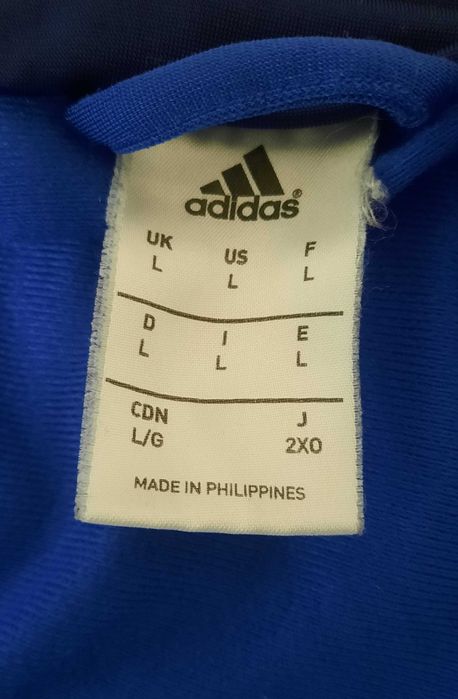 adidas®
UK US F
L L L
D I E
L L L
CDN J
L/G 2XO
MADE IN PHILIPPINES